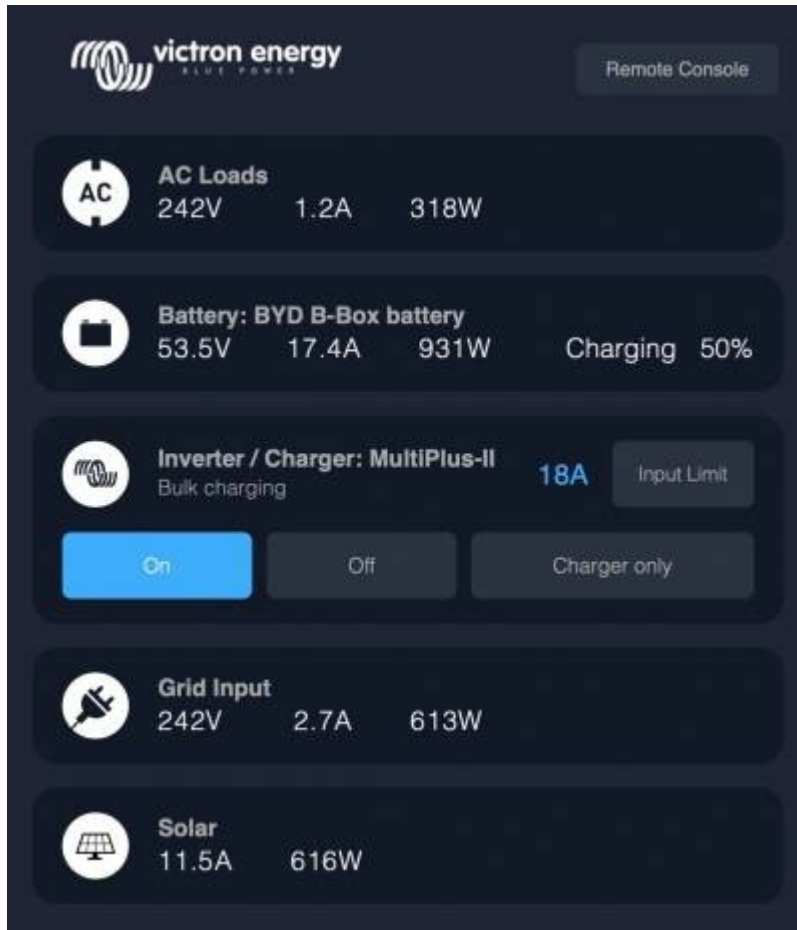 victron energy
BLUE POWER
Remote Console
AC
AC Loads
242V 1.2A 318W
Battery: BYD B-Box battery
53.5V 17.4A 931W Charging 50%
Inverter / Charger: MultiPlus-II
Bulk charging
18A Input Limit
On Off Charger only
Grid Input
242V 2.7A 613W
Solar
11.5A 616W